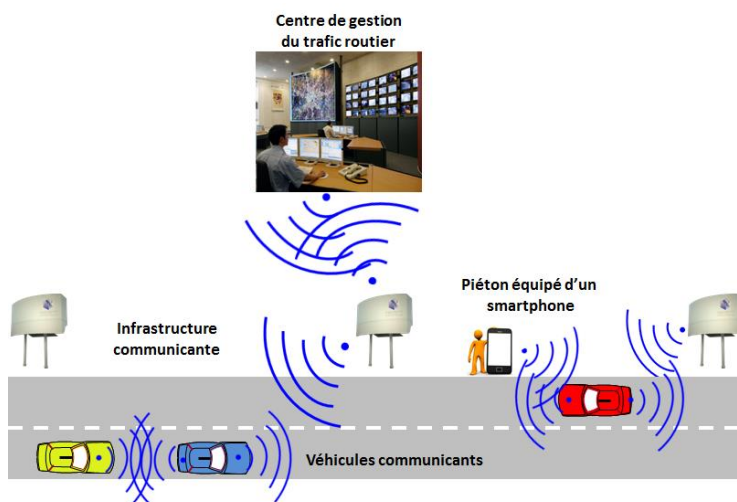 Centre de gestion
du trafic routier
Piéton équipé d’un
smartphone
Infrastructure
communicante
Véhicules communicants